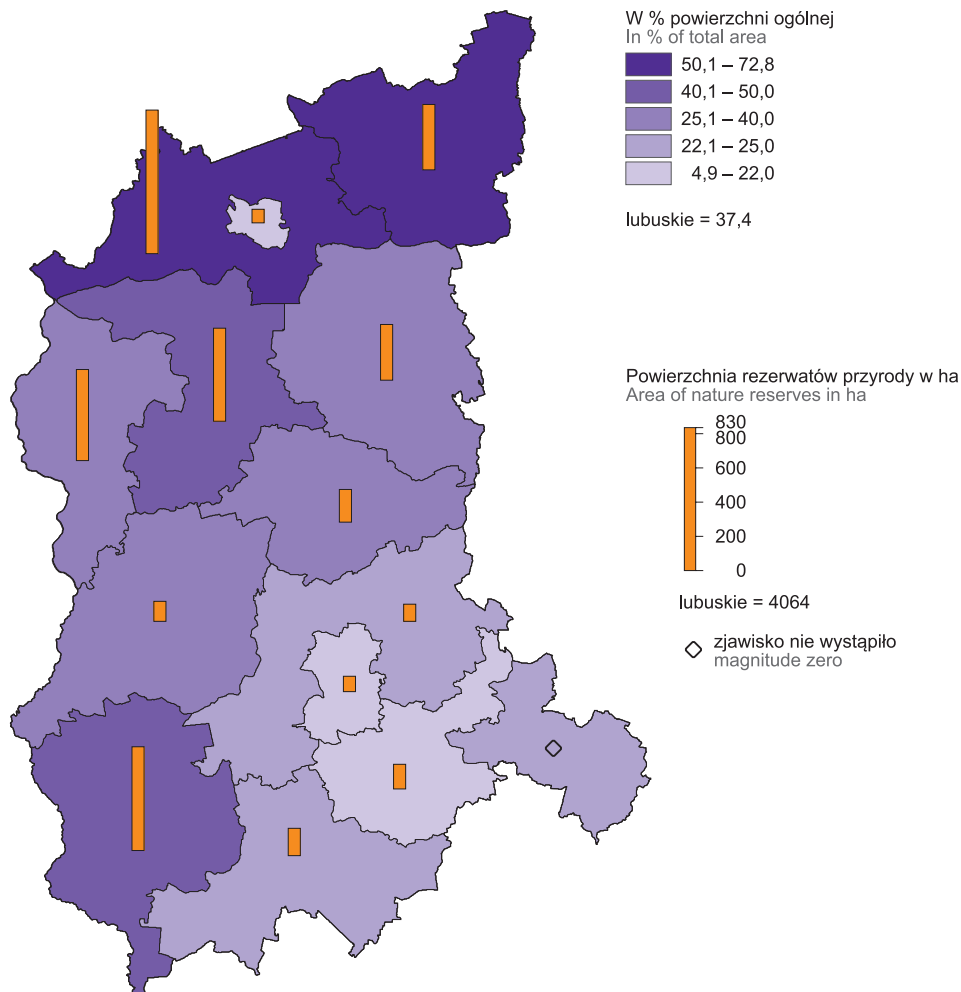 W % powierzchni ogólnej
In % of total area
50,1 – 72,8
40,1 – 50,0
25,1 – 40,0
22,1 – 25,0
4,9 – 22,0
lubuskie = 37,4
Powierzchnia rezerwatów przyrody w ha
Area of nature reserves in ha
830
800
600
400
200
0
lubuskie = 4064
zjawisko nie wystąpiło
magnitude zero